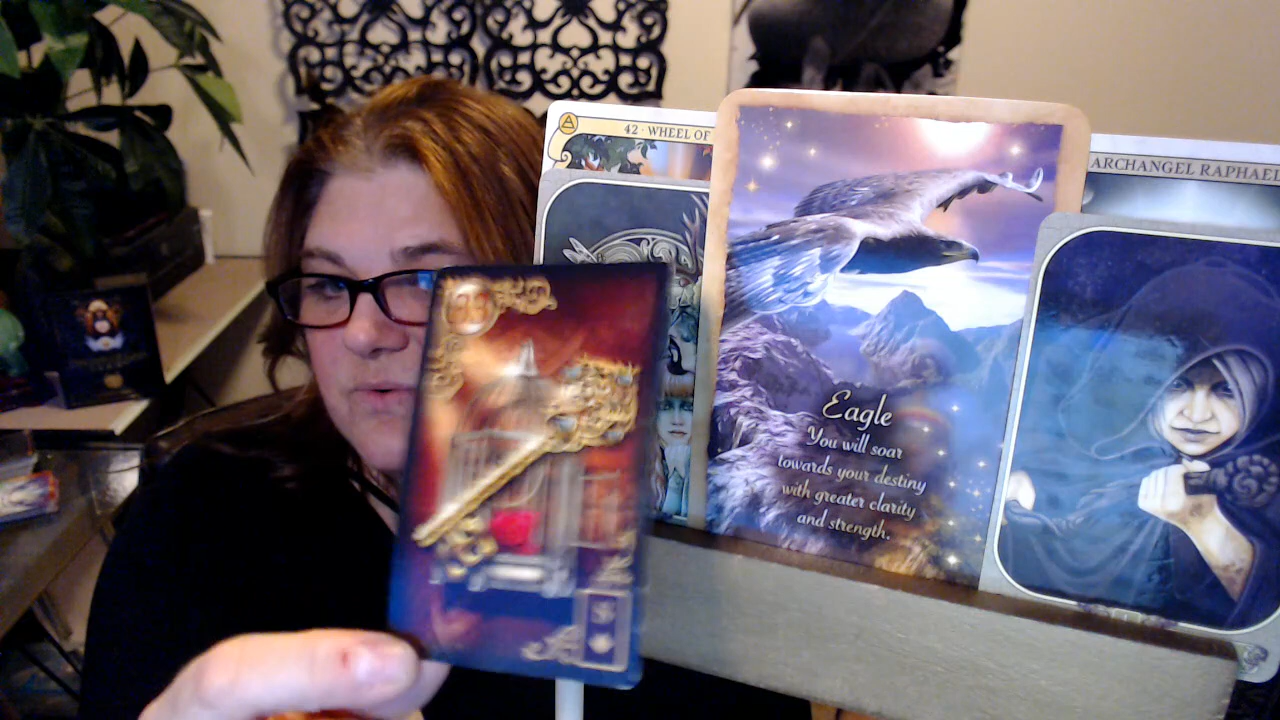 42 · WHEEL OF
ARCHANGEL RAPHAEL
Eagle
You will soar
towards your destiny
with greater clarity
and strength.